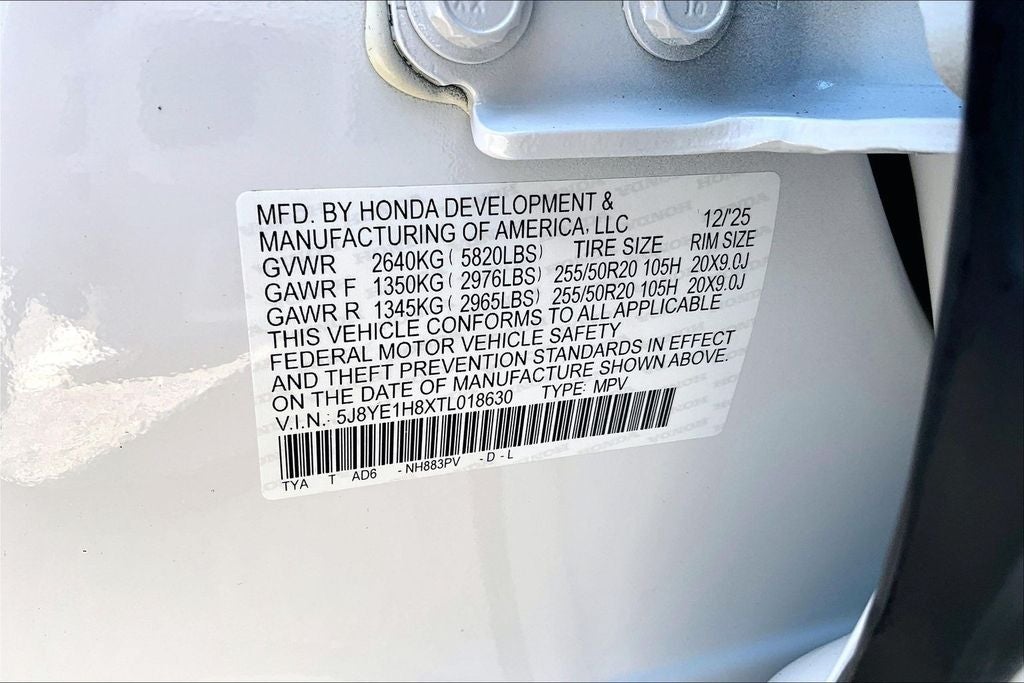 MFD. BY HONDA DEVELOPMENT &
MANUFACTURING OF AMERICA, LLC 12/25
GVWR 2640KG ( 5820LBS) TIRE SIZE RIM SIZE
GAWR F 1350KG ( 2976LBS) 255/50R20 105H 20X9.0J
GAWR R 1345KG ( 2965LBS) 255/50R20 105H 20X9.0J
THIS VEHICLE CONFORMS TO ALL APPLICABLE
FEDERAL MOTOR VEHICLE SAFETY
AND THEFT PREVENTION STANDARDS IN EFFECT
ON THE DATE OF MANUFACTURE SHOWN ABOVE.
V.I.N.: 5J8YE1H8XTL018630 TYPE: MPV
TYA T AD6 - NH883PV - D - L